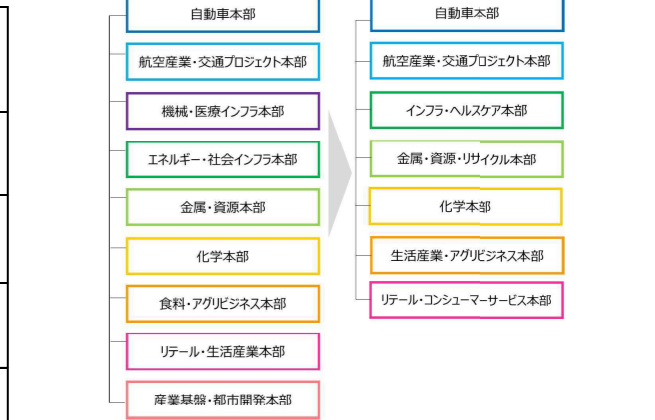 自動車本部
航空産業・交通プロジェクト本部
機械・医療インフラ本部
エネルギー・社会インフラ本部
金属・資源本部
化学本部
食料・アグリビジネス本部
リテール・生活産業本部
産業基盤・都市開発本部
自動車本部
航空産業・交通プロジェクト本部
インフラ・ヘルスケア本部
金属・資源・リサイクル本部
化学本部
生活産業・アグリビジネス本部
リテール・コンシューマーサービス本部